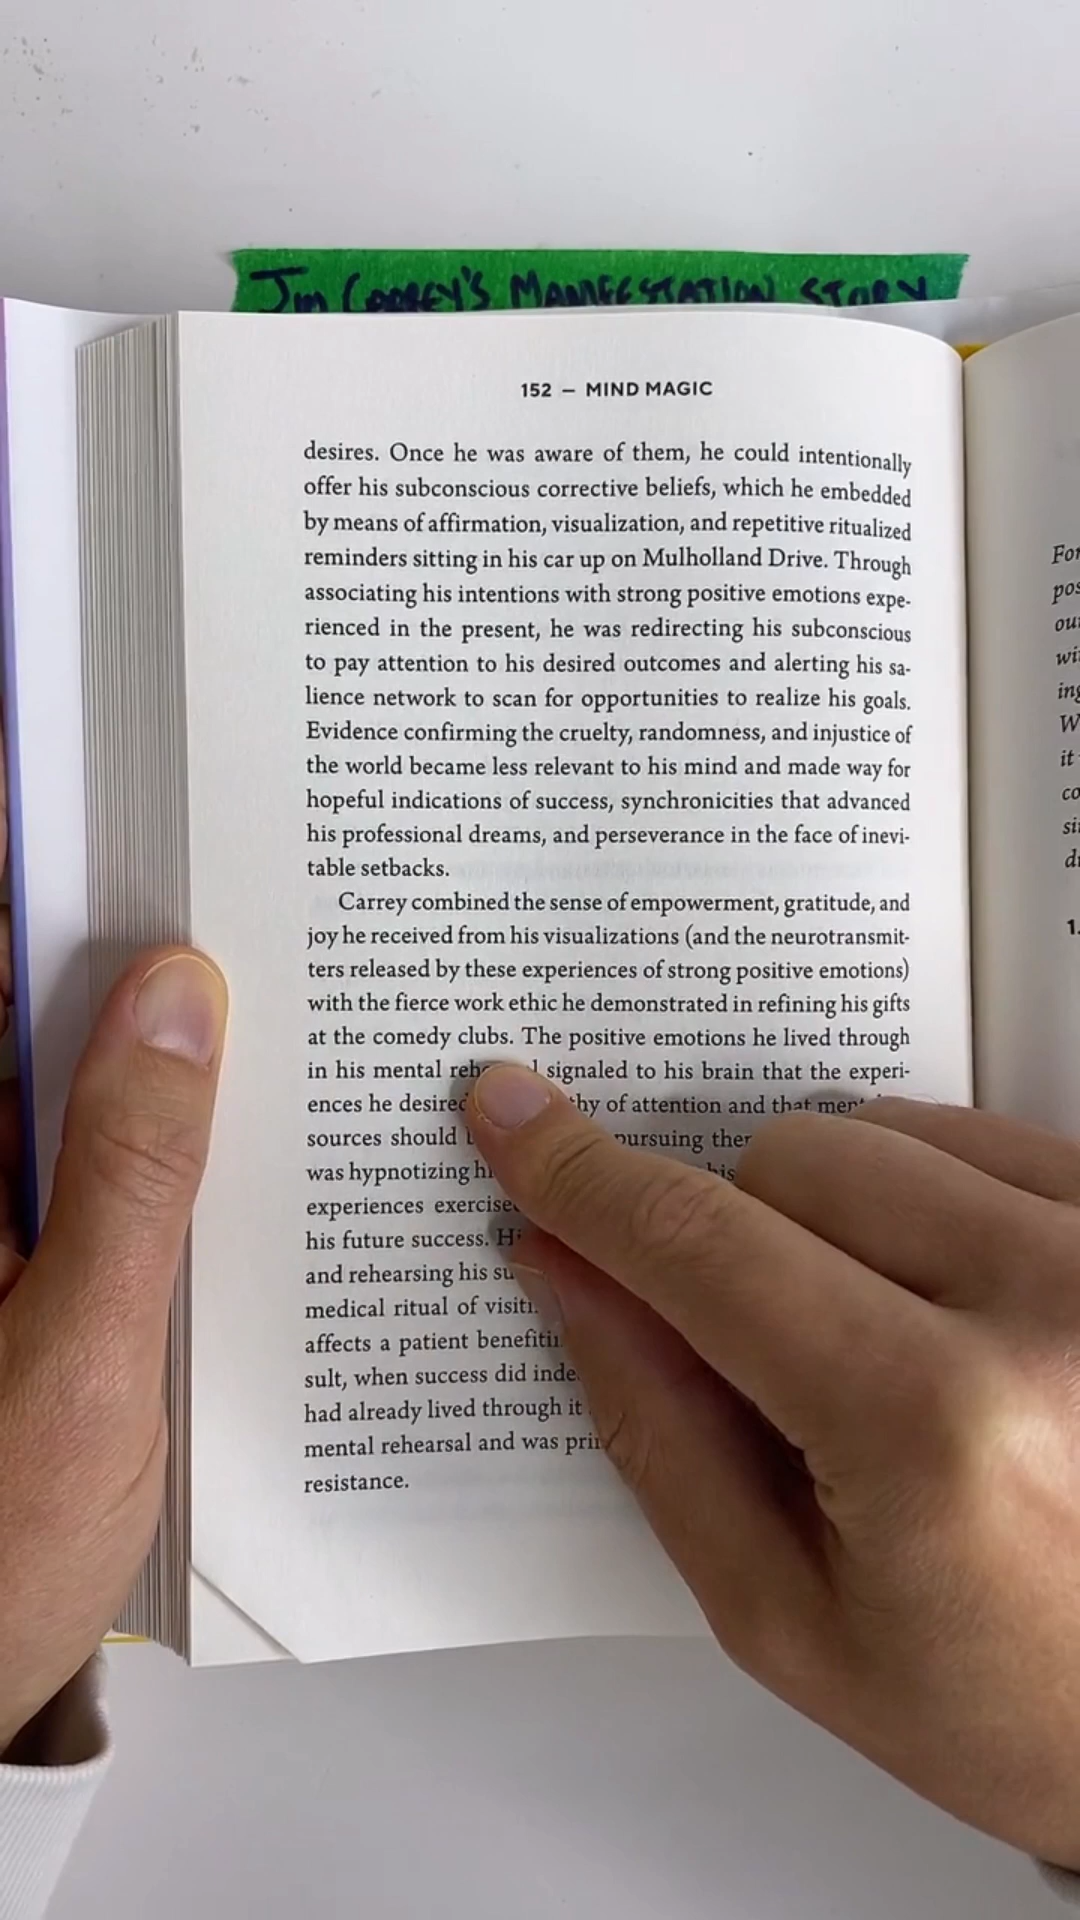 JIM CARREY'S MANIFESTATION STORY
152 — MIND MAGIC
desires. Once he was aware of them, he could intentionally
offer his subconscious corrective beliefs, which he embedded
by means of affirmation, visualization, and repetitive ritualized
reminders sitting in his car up on Mulholland Drive. Through
associating his intentions with strong positive emotions expe-
rienced in the present, he was redirecting his subconscious
to pay attention to his desired outcomes and alerting his sa-
lience network to scan for opportunities to realize his goals.
Evidence confirming the cruelty, randomness, and injustice of
the world became less relevant to his mind and made way for
hopeful indications of success, synchronicities that advanced
his professional dreams, and perseverance in the face of inevi-
table setbacks.
Carrey combined the sense of empowerment, gratitude, and
joy he received from his visualizations (and the neurotransmit-
ters released by these experiences of strong positive emotions)
with the fierce work ethic he demonstrated in refining his gifts
at the comedy clubs. The positive emotions he lived through
in his mental signaled to his brain that the experi-
ences he desired of attention and that
sources should pursuing
was hypnotizing
experiences exercised
his future success.
and rehearsing his
medical ritual of
affects a patient
sult, when success did
had already lived through it
mental rehearsal and was
resistance.
it
1.